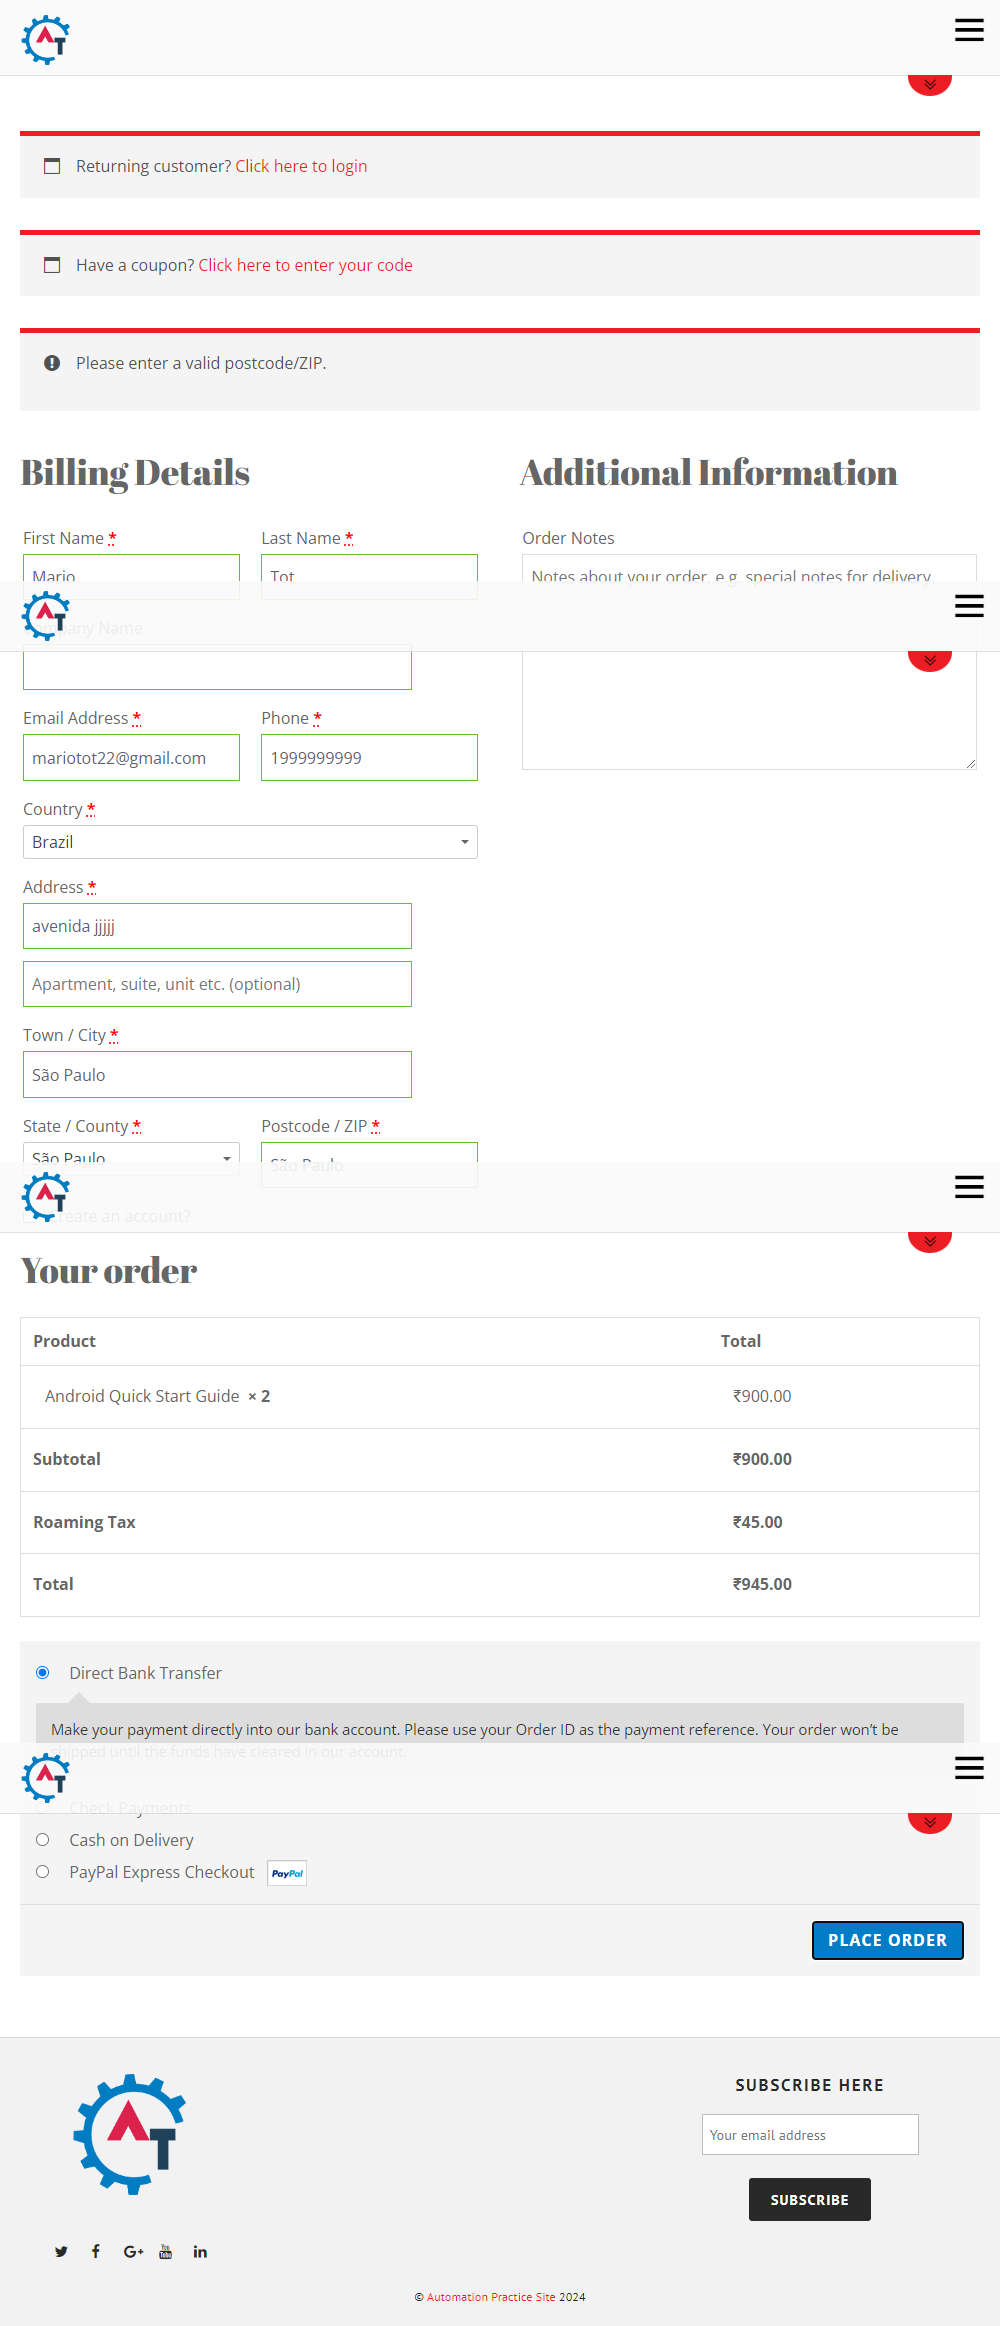 AT
Returning customer? Click here to login
Have a coupon? Click here to enter your code
Please enter a valid postcode/ZIP.
Billing Details
First Name *
Last Name *
Mario
Tot
Company Name
Email Address *
Phone *
mariotot22@gmail.com
1999999999
Country *
Brazil
Address *
avenida jjjjj
Apartment, suite, unit etc. (optional)
Town / City *
São Paulo
State / County *
Postcode / ZIP *
São Paulo
São Paulo
Create an account?
Additional Information
Order Notes
Notes about your order, e.g. special notes for delivery.
AT
AT
Your order
Product Total
Android Quick Start Guide × 2 ₹900.00
Subtotal ₹900.00
Roaming Tax ₹45.00
Total ₹945.00
Direct Bank Transfer
Make your payment directly into our bank account. Please use your Order ID as the payment reference. Your order won't be
shipped until the funds have cleared in our account.
AT
Check Payments
Cash on Delivery
PayPal Express Checkout PayPal
PLACE ORDER
AT
SUBSCRIBE HERE
Your email address
SUBSCRIBE
© Automation Practice Site 2024